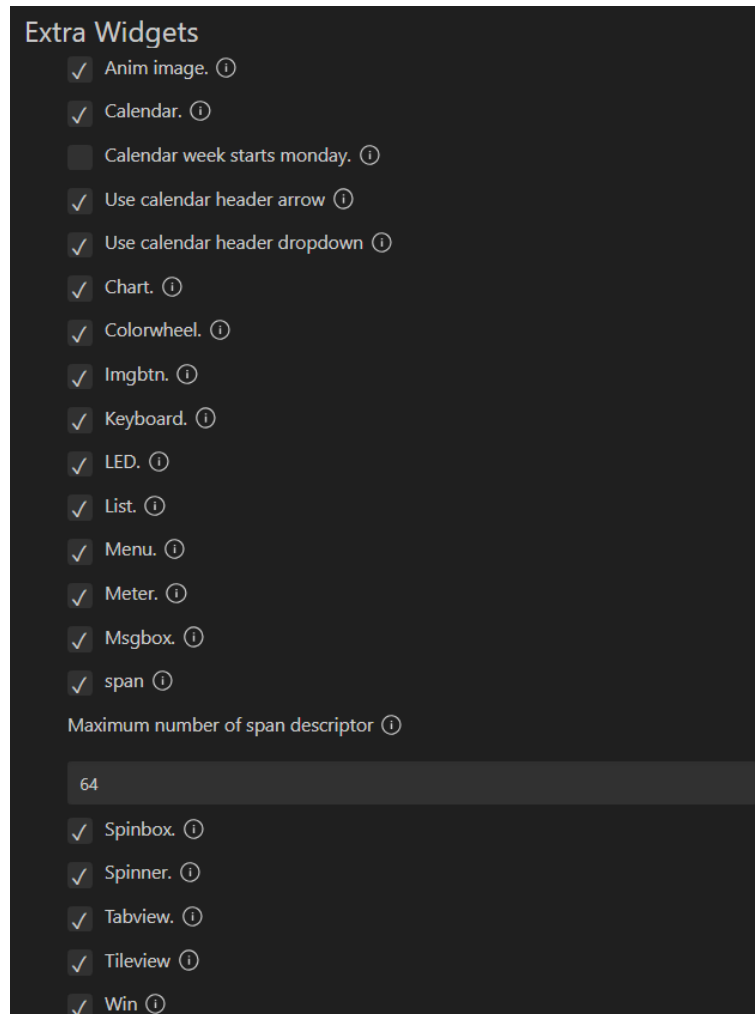 Extra Widgets
Anim image.
Calendar.
Calendar week starts monday.
Use calendar header arrow
Use calendar header dropdown
Chart.
Colorwheel.
Imgbtn.
Keyboard.
LED.
List.
Menu.
Meter.
Msgbox.
span
Maximum number of span descriptor
64
Spinbox.
Spinner.
Tabview.
Tileview
Win